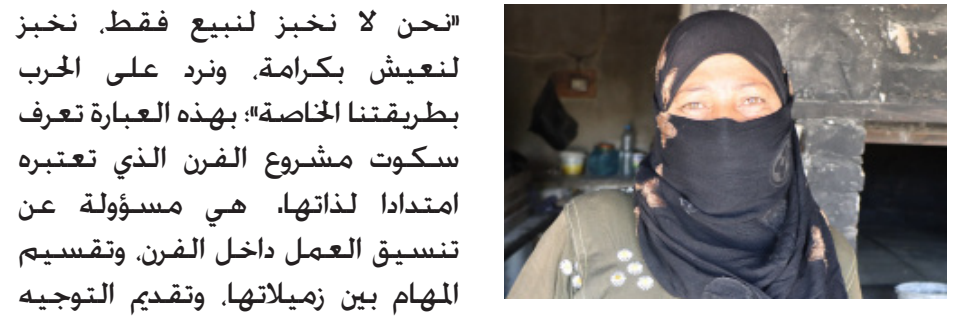 "نحن لا نخبز لنبيع فقط، نخبز
لنعيش بكرامة، ونرد على الحرب
بطريقتنا الخاصة"؛ بهذه العبارة تعرف
سكوت مشروع الفرن الذي تعتبره
امتدادا لذاتها. هي مسؤولة عن
تنسيق العمل داخل الفرن، وتقسيم
المهام بين زميلاتها، وتقديم التوجيه